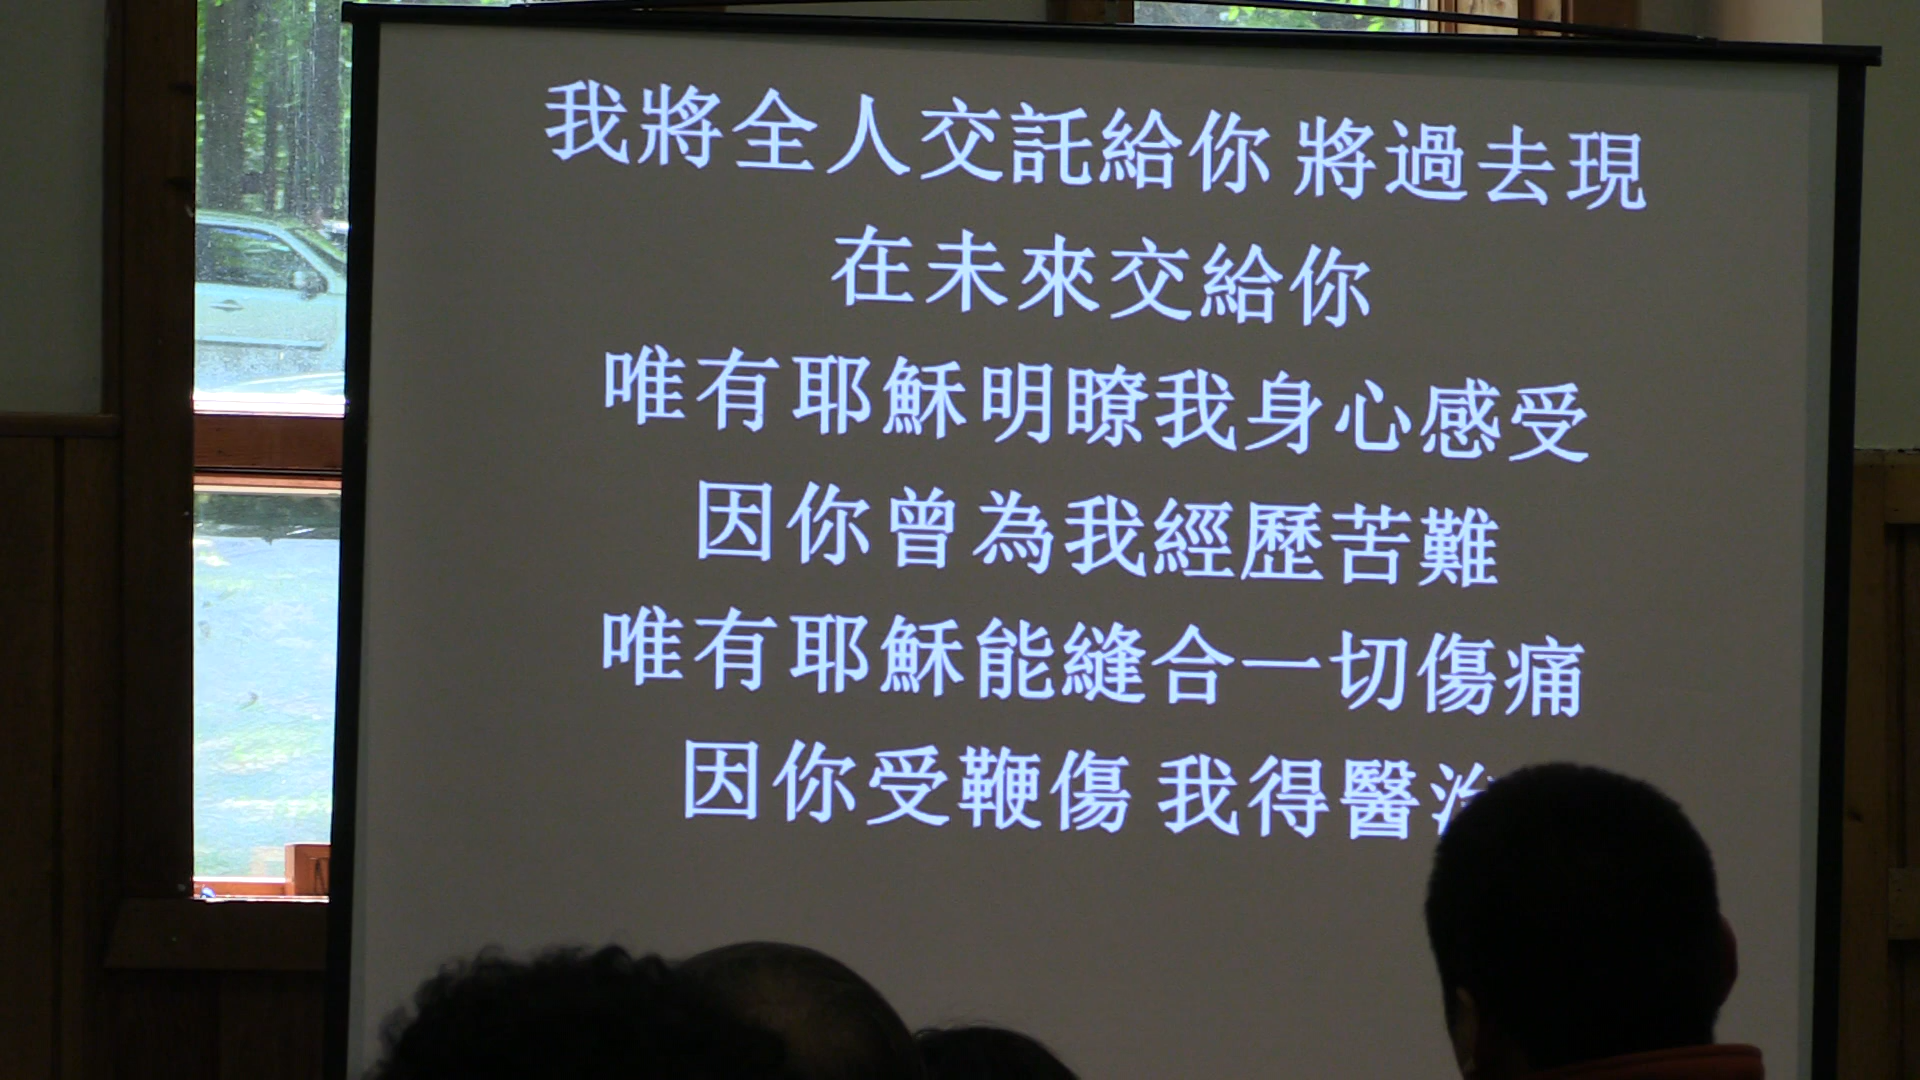 我將全人交託給你 將過去現
在未來交給你
唯有耶穌明瞭我身心感受
因你曾為我經歷苦難
唯有耶穌能縫合一切傷痛
因你受鞭傷 我得醫治